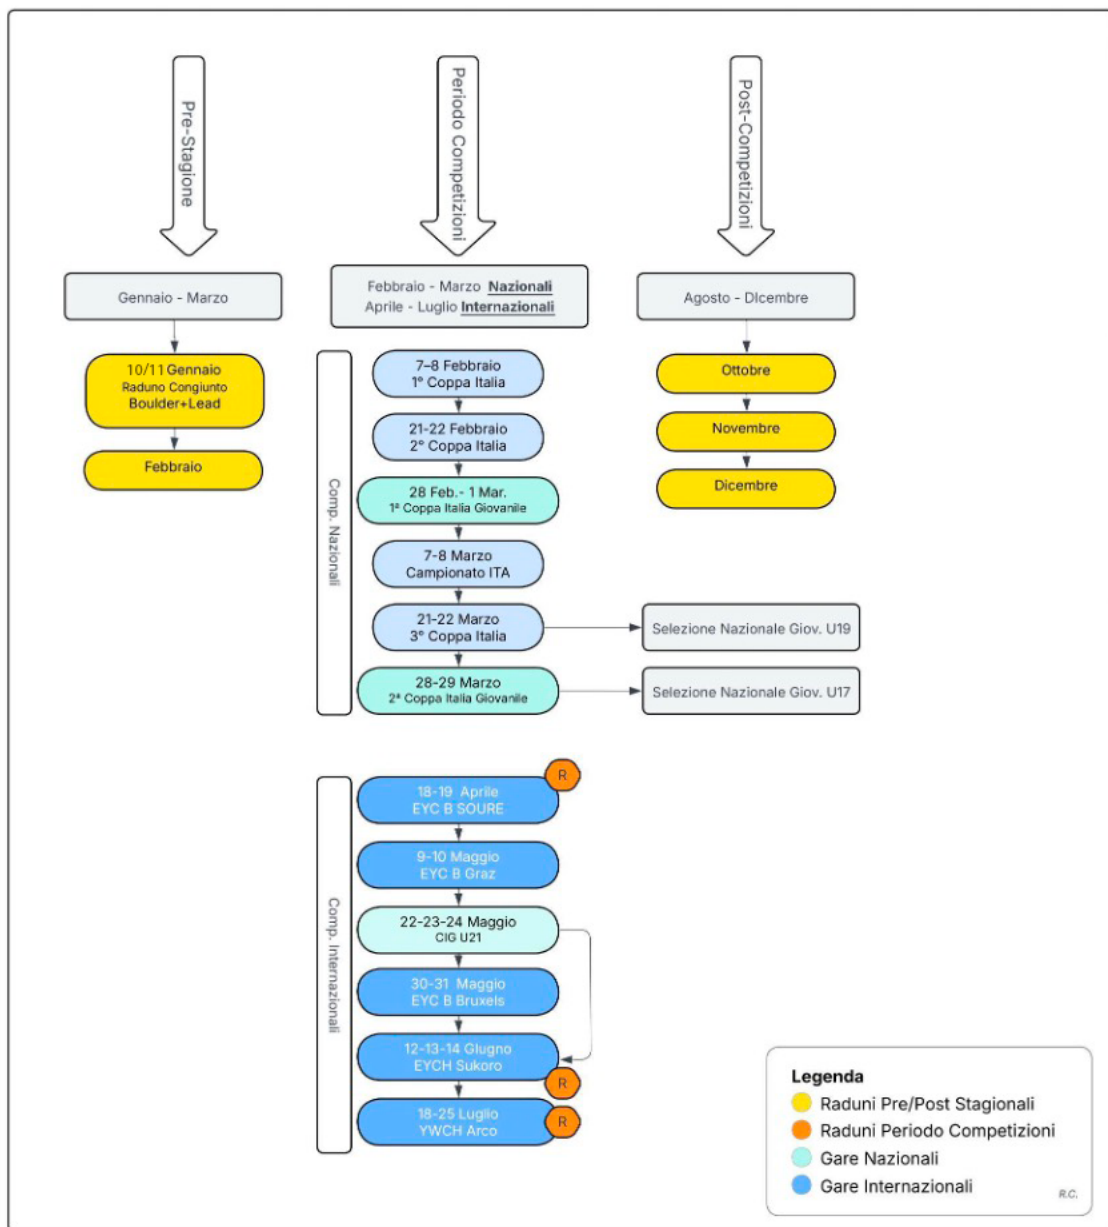 Pre-Stagione
Periodo Competizioni
Post-Competizioni
Gennaio - Marzo
10/11 Gennaio
Raduno Congiunto
Boulder+Lead
Febbraio
Febbraio - Marzo Nazionali
Aprile - Luglio Internazionali
Comp. Nazionali
7–8 Febbraio
1° Coppa Italia
21-22 Febbraio
2° Coppa Italia
28 Feb.- 1 Mar.
1ª Coppa Italia Giovanile
7-8 Marzo
Campionato ITA
21-22 Marzo
3° Coppa Italia
Selezione Nazionale Giov. U19
28-29 Marzo
2ª Coppa Italia Giovanile
Selezione Nazionale Giov. U17
Comp. Internazionali
R
18-19 Aprile
EYC B SOURE
9-10 Maggio
EYC B Graz
22-23-24 Maggio
CIG U21
30-31 Maggio
EYC B Bruxels
12-13-14 Giugno
EYCH Sukoro
R
18-25 Luglio
YWCH Arco
R
Agosto - DIcembre
Ottobre
Novembre
Dicembre
Legenda
Raduni Pre/Post Stagionali
Raduni Periodo Competizioni
Gare Nazionali
Gare Internazionali
R.C.